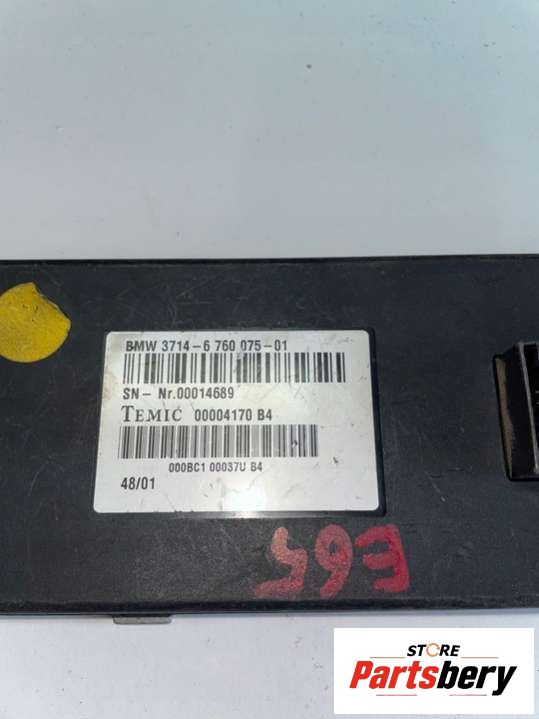 BMW 3714-6 760 075-01
SN- Nr.00014689
TEMIC 00004170 B4
000BC1 00037U B4
48/01
E65
STORE
Partsbery